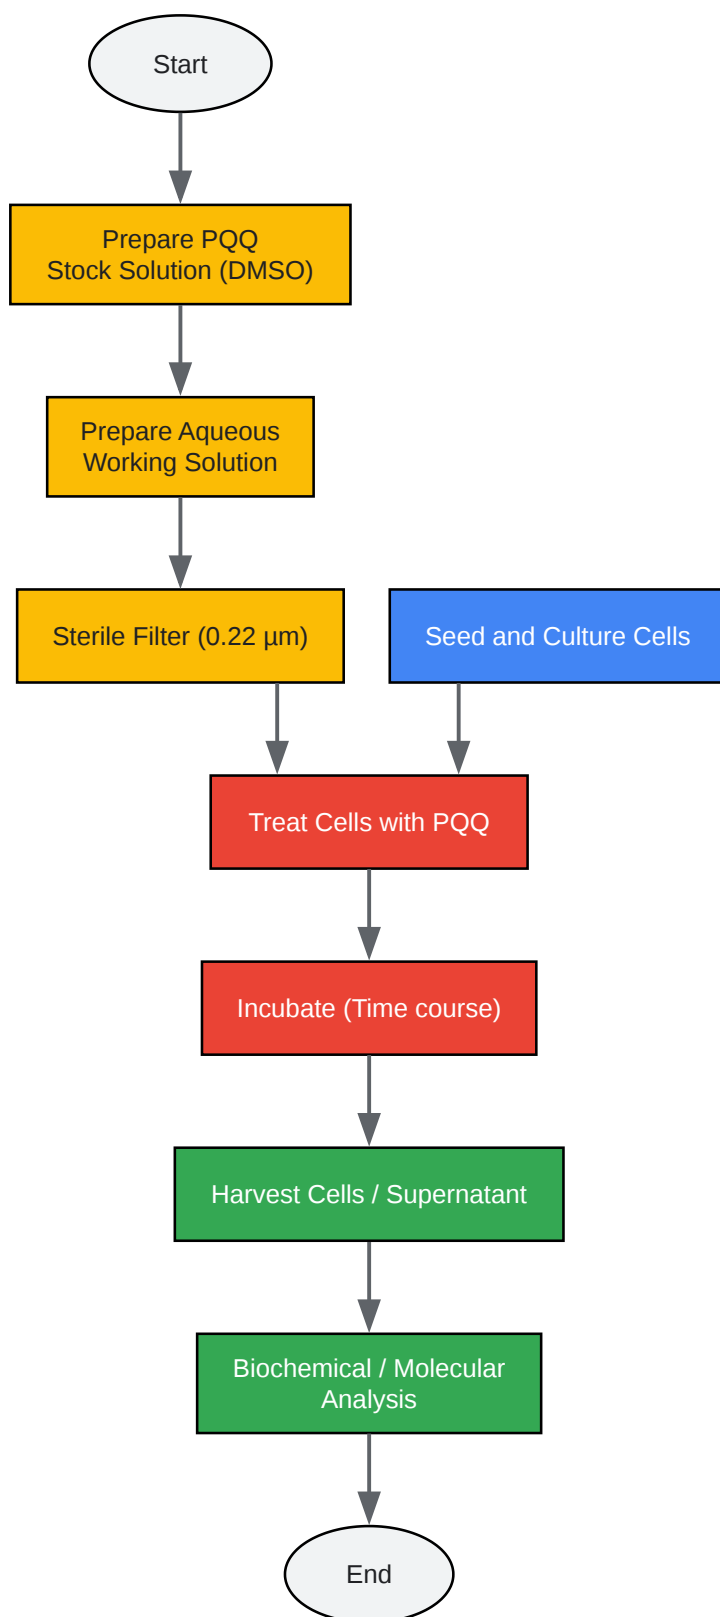 Start
Prepare PQQ
Stock Solution (DMSO)
Prepare Aqueous
Working Solution
Sterile Filter (0.22 µm)
Seed and Culture Cells
Treat Cells with PQQ
Incubate (Time course)
Harvest Cells / Supernatant
Biochemical / Molecular
Analysis
End